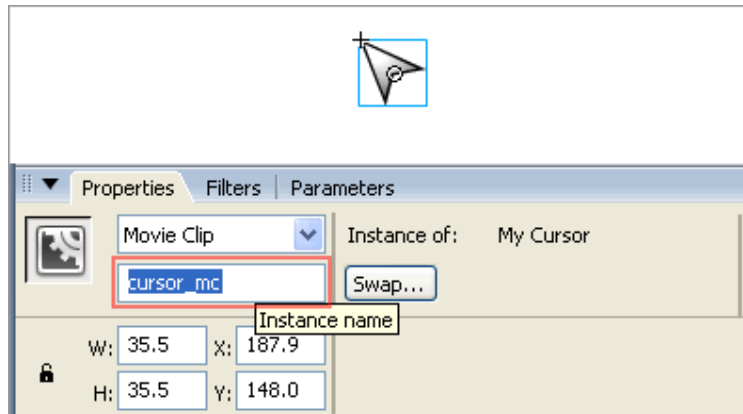 Properties Filters Parameters
Movie Clip Instance of: My Cursor
cursor_mc Swap...
Instance name
W: 35.5 X: 187.9
H: 35.5 Y: 148.0